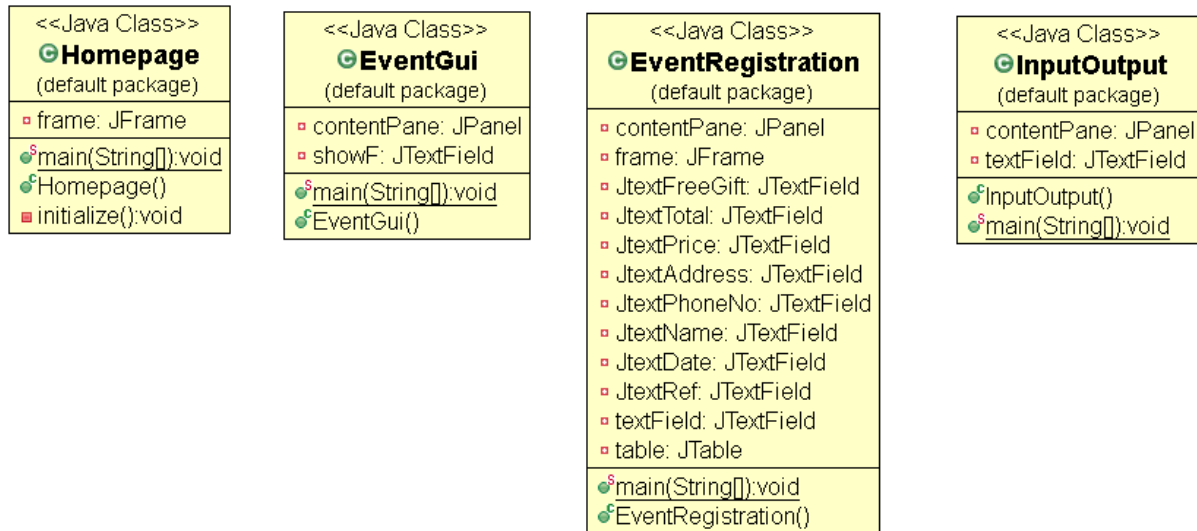 <<Java Class>>
Homepage
(default package)
frame: JFrame
main(String[]):void
Homepage()
initialize():void
<<Java Class>>
EventGui
(default package)
contentPane: JPanel
showF: JTextField
main(String[]):void
EventGui()
<<Java Class>>
EventRegistration
(default package)
contentPane: JPanel
frame: JFrame
JtextFreeGift: JTextField
JtextTotal: JTextField
JtextPrice: JTextField
JtextAddress: JTextField
JtextPhoneNo: JTextField
JtextName: JTextField
JtextDate: JTextField
JtextRef: JTextField
textField: JTextField
table: JTable
main(String[]):void
EventRegistration()
<<Java Class>>
InputOutput
(default package)
contentPane: JPanel
textField: JTextField
InputOutput()
main(String[]):void